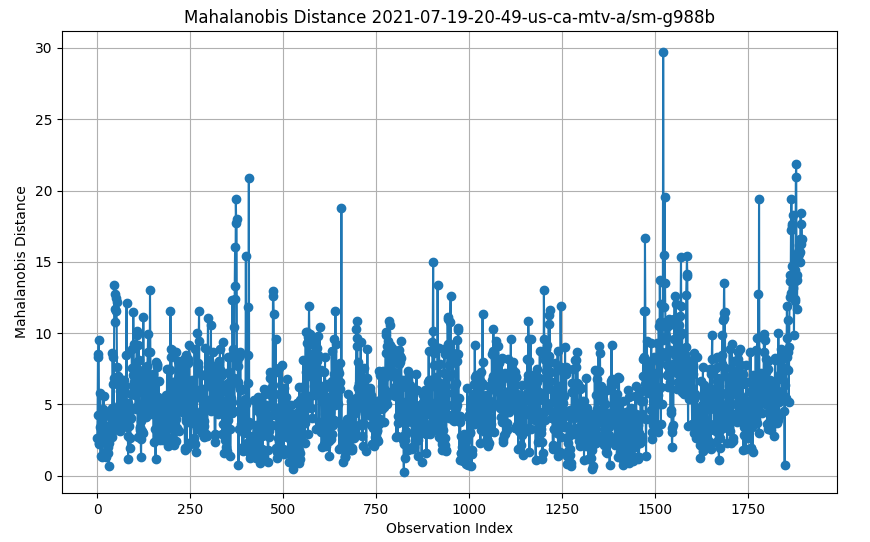 Mahalanobis Distance 2021-07-19-20-49-us-ca-mtv-a/sm-g988b
Mahalanobis Distance
30
25
20
15
10
5
0
0 250 500 750 1000 1250 1500 1750
Observation Index